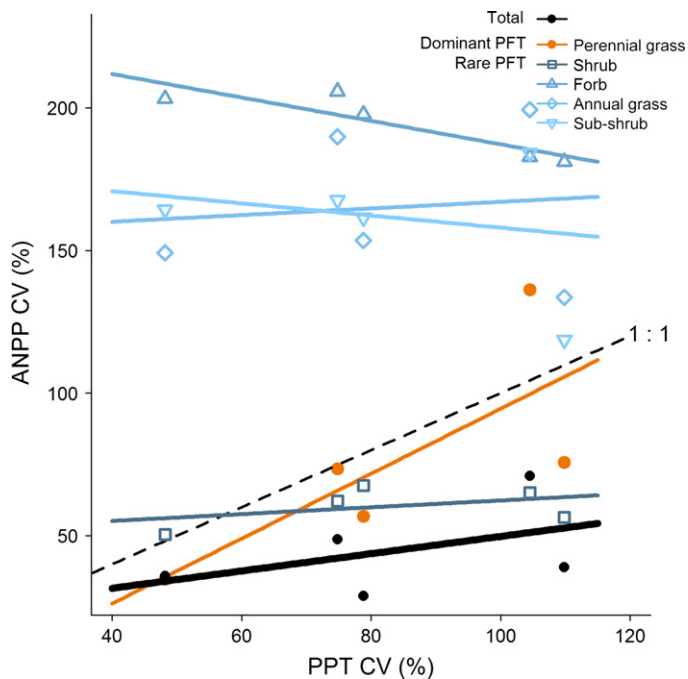 Total
Dominant PFT Perennial grass
Rare PFT Shrub
Forb
Annual grass
Sub-shrub
200
150
100
50
1 : 1
40 60 80 100 120
ANPP CV (%)
PPT CV (%)